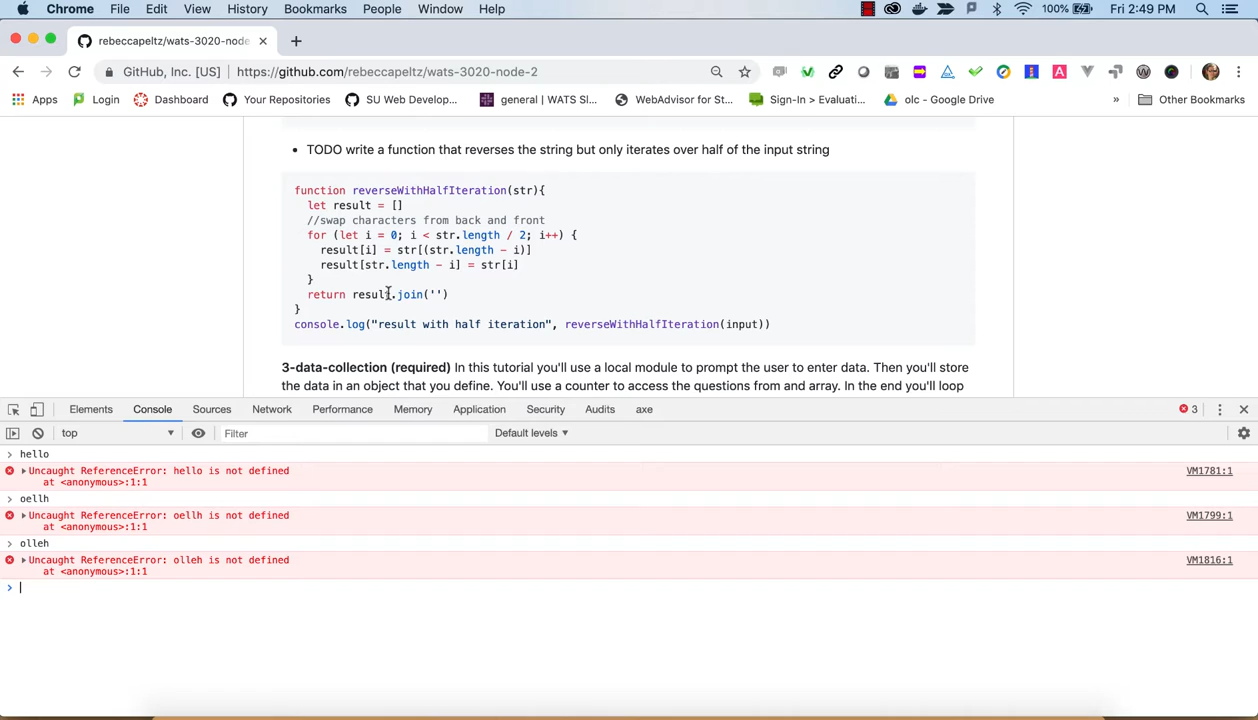 Chrome File Edit View History Bookmarks People Window Help 100% Fri 2:49 PM
rebeccapeltz/wats-3020-node
GitHub, Inc. [US] https://github.com/rebeccapeltz/wats-3020-node-2
Apps Login Dashboard Your Repositories SU Web Develop... general | WATS Sl... WebAdvisor for St... Sign-In > Evaluati... olc - Google Drive » Other Bookmarks
• TODO write a function that reverses the string but only iterates over half of the input string
function reverseWithHalfIteration(str){
let result = []
//swap characters from back and front
for (let i = 0; i < str.length / 2; i++) {
result[i] = str[(str.length - i)]
result[str.length - i] = str[i]
}
return result.join('')
}
console.log("result with half iteration", reverseWithHalfIteration(input))
3-data-collection (required) In this tutorial you'll use a local module to prompt the user to enter data. Then you'll store
the data in an object that you define. You'll use a counter to access the questions from and array. In the end you'll loop
Elements Console Sources Network Performance Memory Application Security Audits axe 3
top Filter Default levels
> hello
Uncaught ReferenceError: hello is not defined VM1781:1
at <anonymous>:1:1
> oellh
Uncaught ReferenceError: oellh is not defined VM1799:1
at <anonymous>:1:1
> olleh
Uncaught ReferenceError: olleh is not defined VM1816:1
at <anonymous>:1:1
>